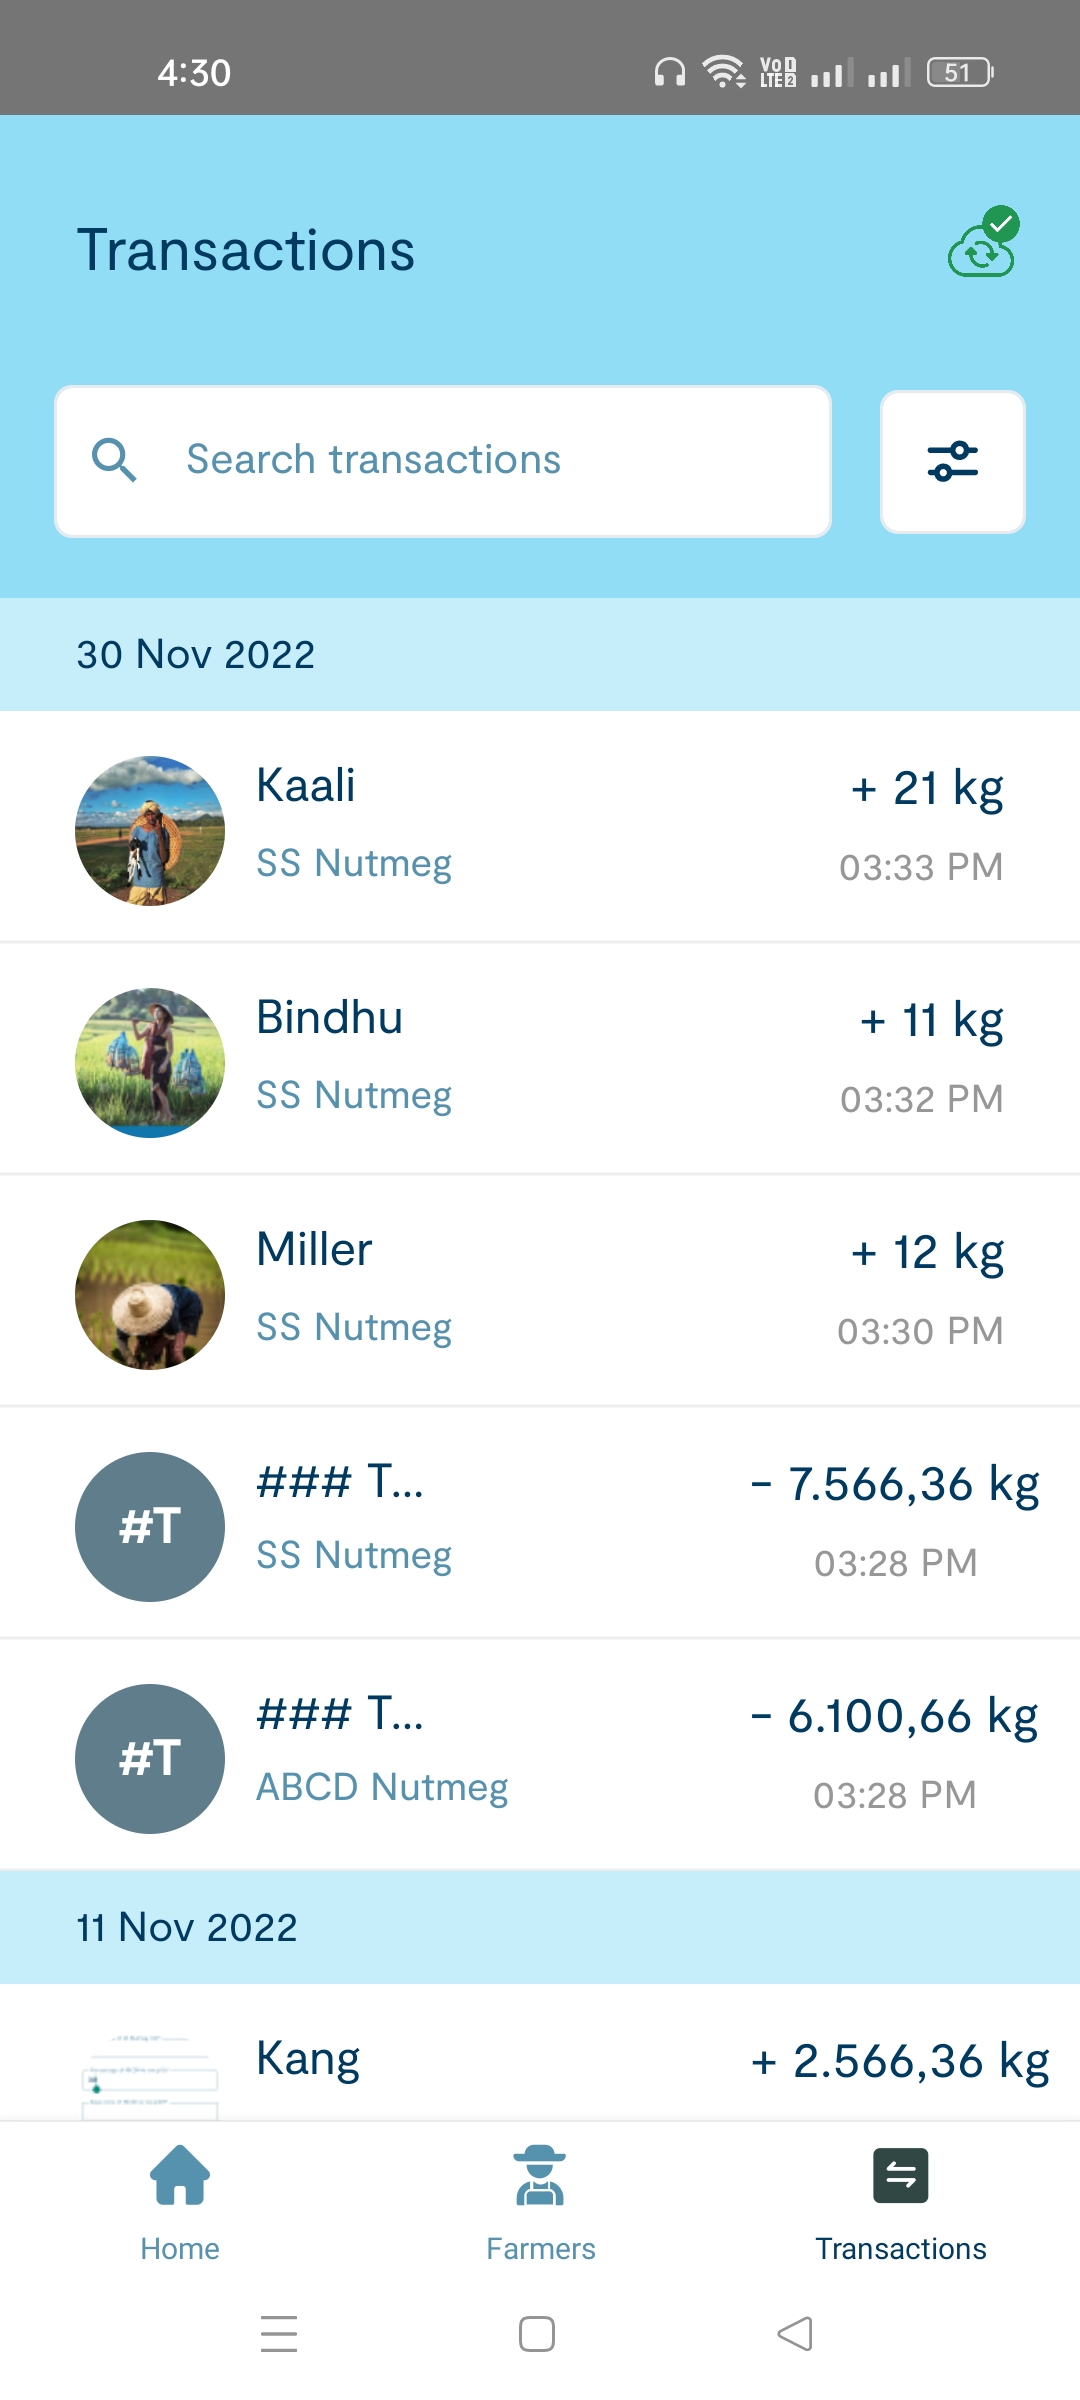 4:30
Vo 1
LTE 2
51
Transactions
Search transactions
30 Nov 2022
Kaali
+ 21 kg
SS Nutmeg
03:33 PM
Bindhu
+ 11 kg
SS Nutmeg
03:32 PM
Miller
+ 12 kg
SS Nutmeg
03:30 PM
#T
### T...
- 7.566,36 kg
SS Nutmeg
03:28 PM
#T
### T...
- 6.100,66 kg
ABCD Nutmeg
03:28 PM
11 Nov 2022
Kang
+ 2.566,36 kg
Home
Farmers
Transactions